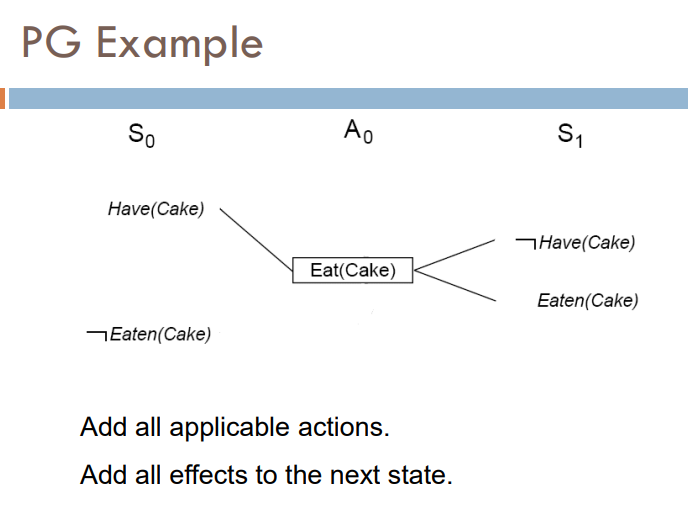 PG Example
S₀ A₀ S₁
Have(Cake)
¬Have(Cake)
Eat(Cake)
Eaten(Cake)
¬Eaten(Cake)
Add all applicable actions.
Add all effects to the next state.